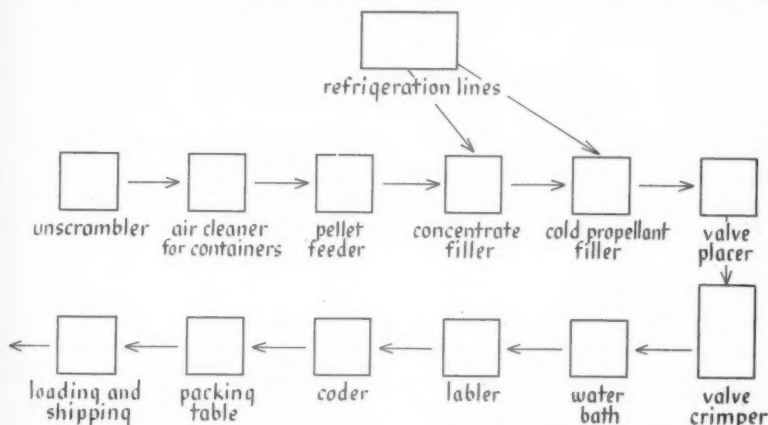 refrigeration lines
unscrambler
air cleaner
for containers
pellet
feeder
concentrate
filler
cold propellant
filler
valve
placer
loading and
shipping
packing
table
coder
labler
water
bath
valve
crimper